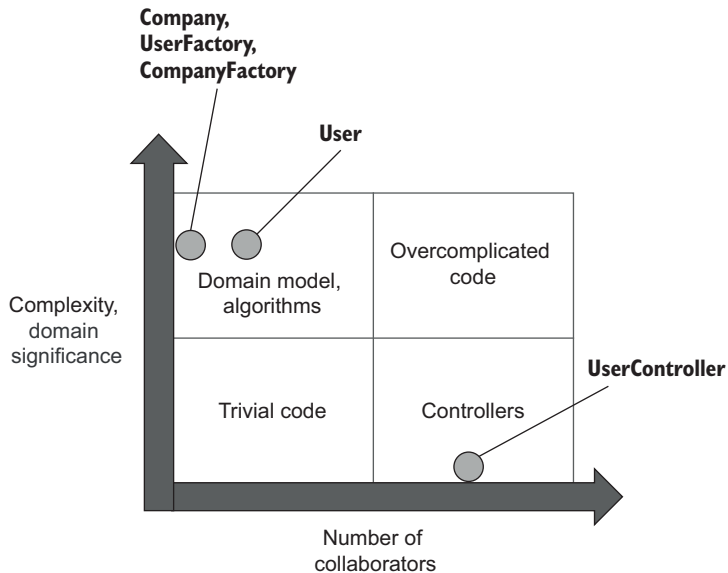 Company,
UserFactory,
CompanyFactory
User
Overcomplicated
code
Domain model,
algorithms
Complexity,
domain
significance
UserController
Trivial code
Controllers
Number of
collaborators